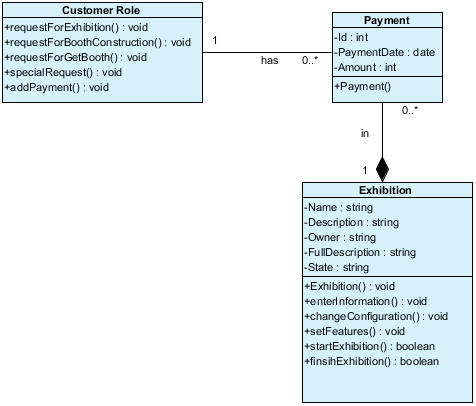 Customer Role
+requestForExhibition() : void
+requestForBoothConstruction() : void
+requestForGetBooth() : void
+specialRequest() : void
+addPayment() : void
1
has
0..*
Payment
-Id : int
-PaymentDate : date
-Amount : int
+Payment()
0..*
in
1
Exhibition
-Name : string
-Description : string
-Owner : string
-FullDescription : string
-State : string
+Exhibition() : void
+enterInformation() : void
+changeConfiguration() : void
+setFeatures() : void
+startExhibition() : boolean
+finsihExhibition() : boolean